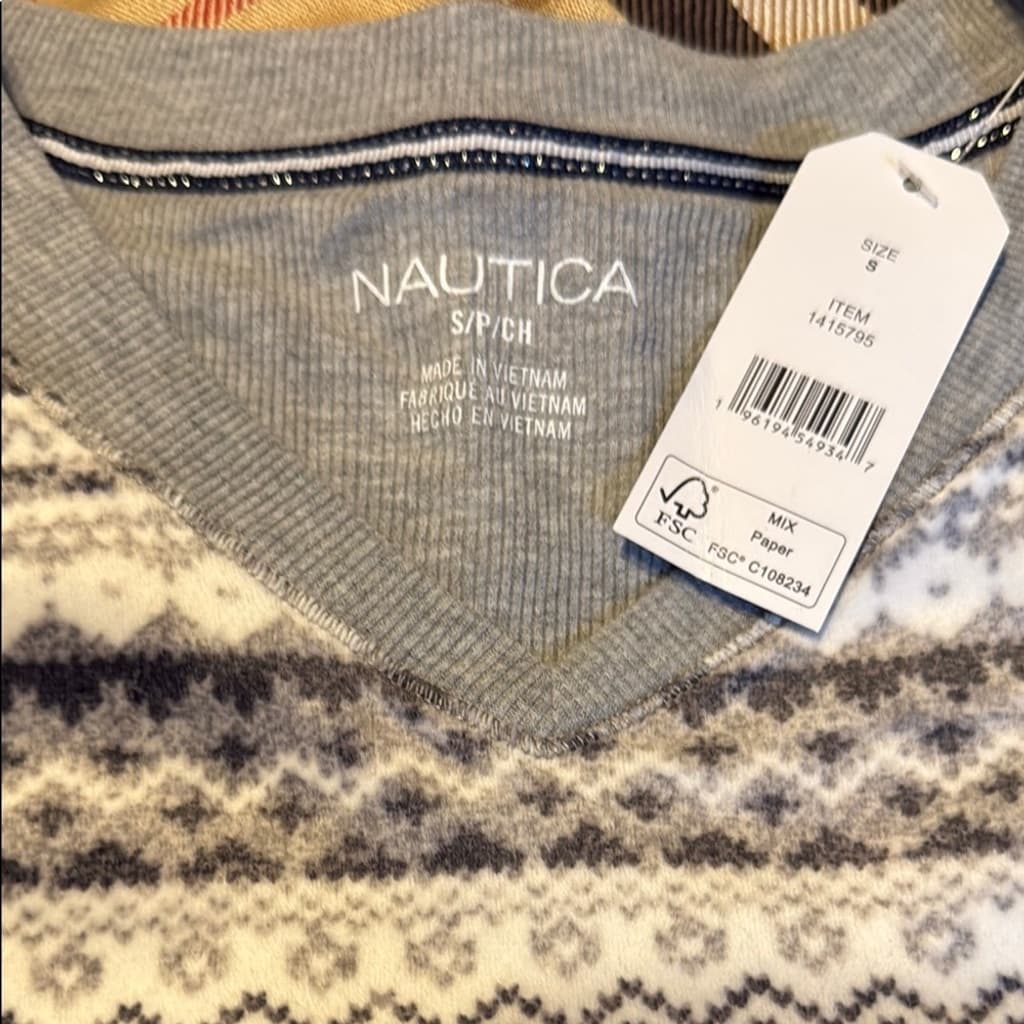 NAUTICA
S/P/CH
MADE IN VIETNAM
FABRIQUÉ AU VIETNAM
HECHO EN VIETNAM
SIZE
S
ITEM
1415795
1 96194 54934 7
FSC®
MIX
Paper
FSC® C108234